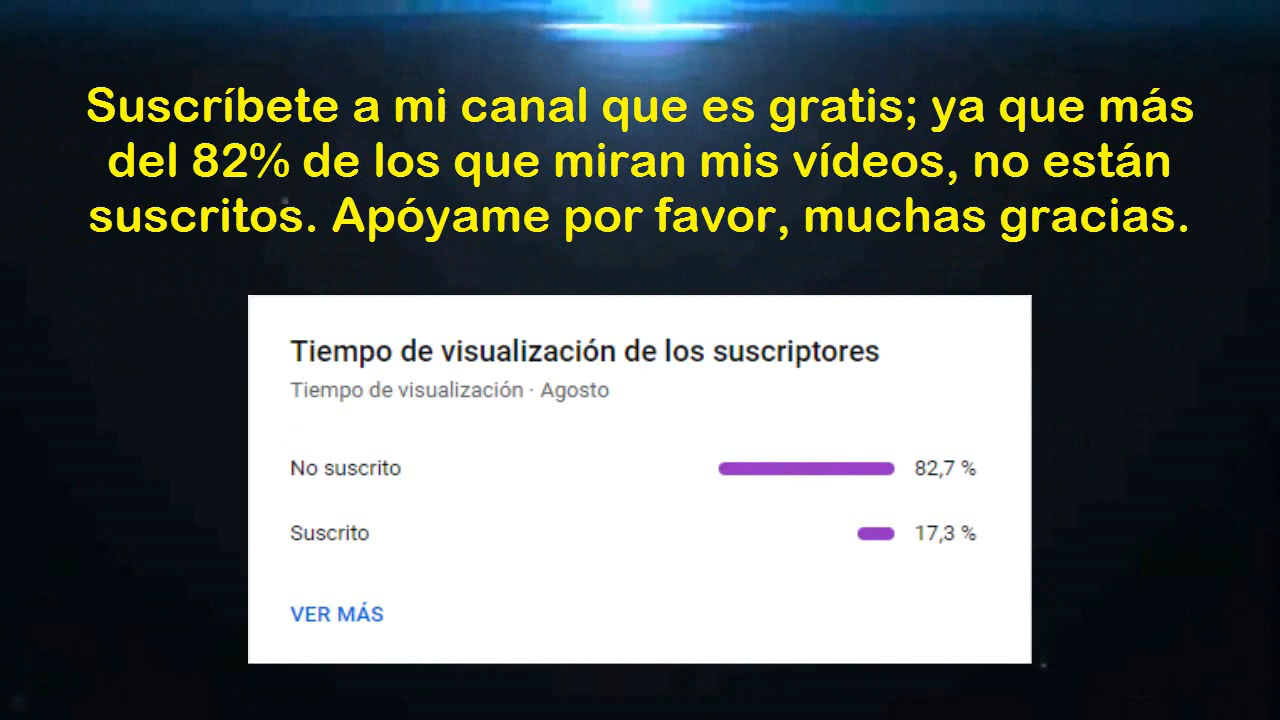 Suscríbete a mi canal que es gratis; ya que más
del 82% de los que miran mis vídeos, no están
suscritos. Apóyame por favor, muchas gracias.
Tiempo de visualización de los suscriptores
Tiempo de visualización · Agosto
No suscrito 82,7 %
Suscrito 17,3 %
VER MÁS